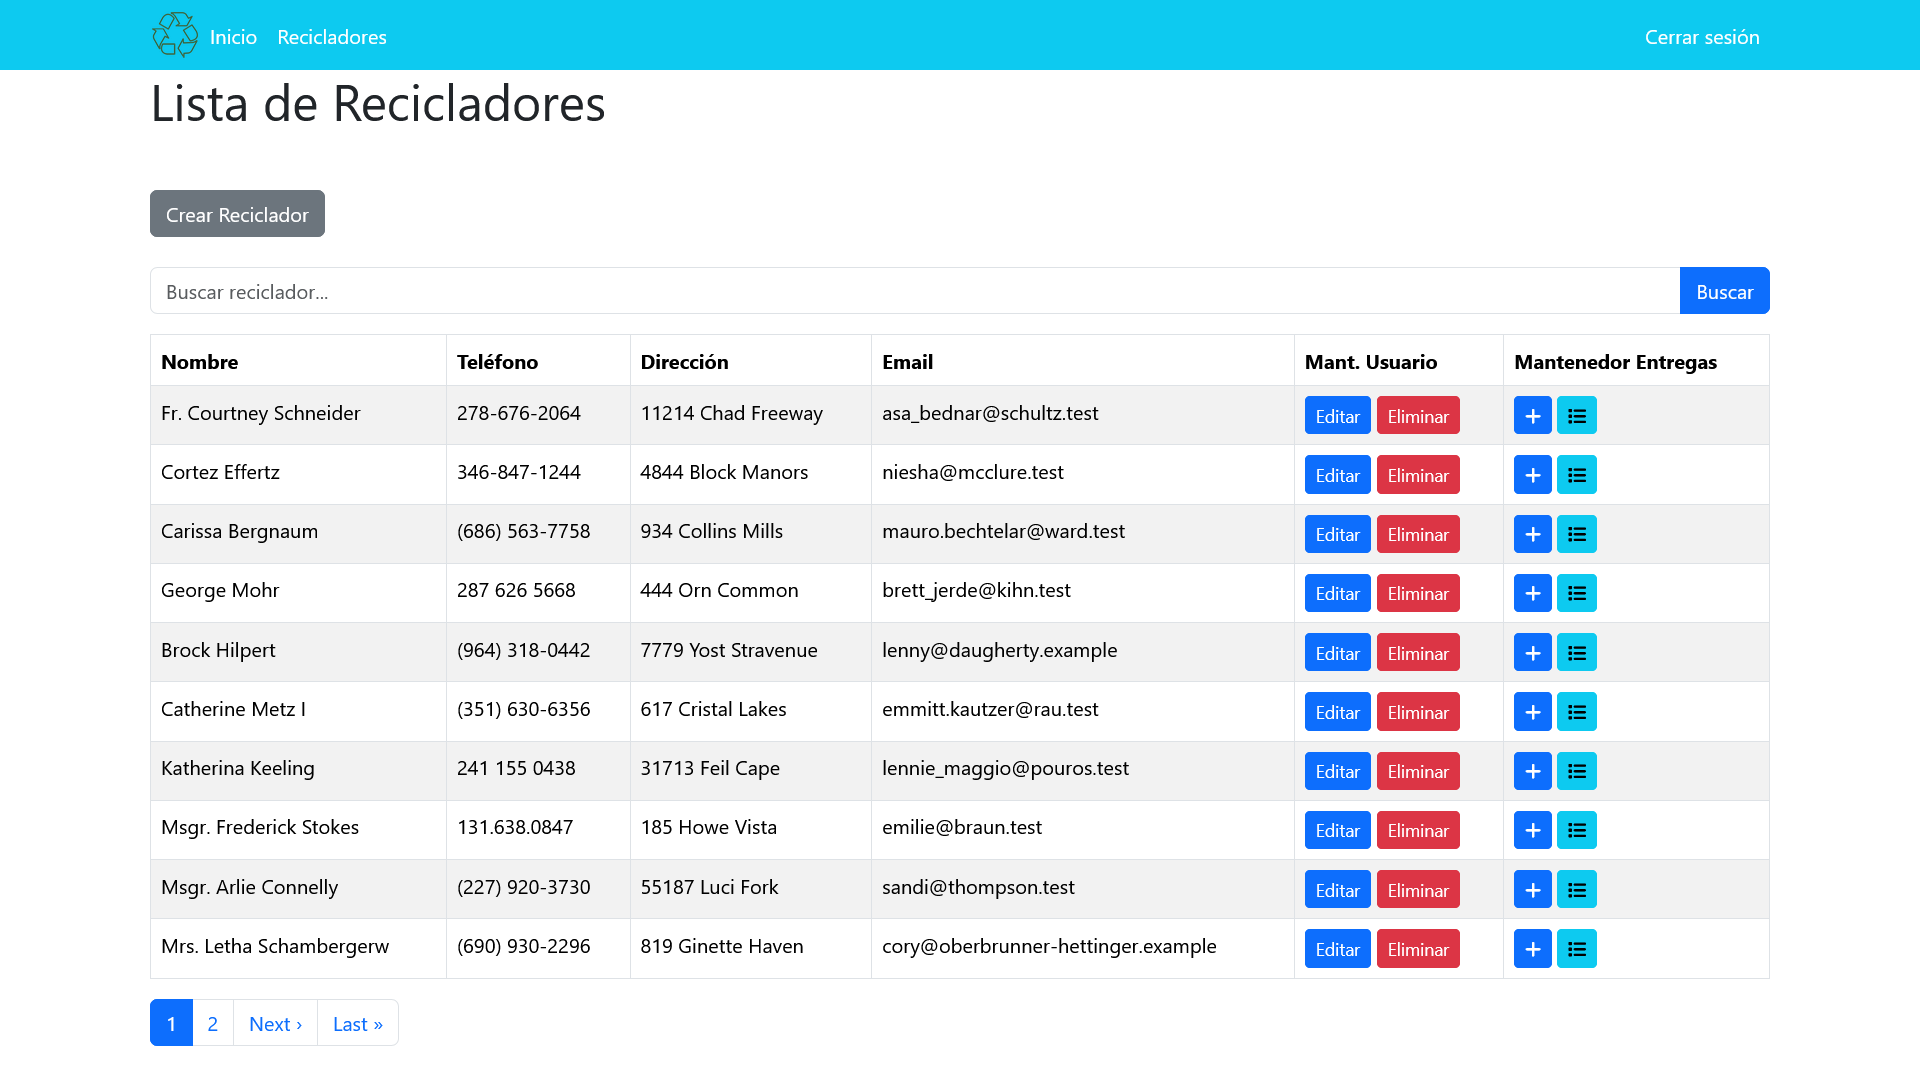 Inicio Recicladores Cerrar sesión
Lista de Recicladores
Crear Reciclador
Buscar reciclador... Buscar
Nombre Teléfono Dirección Email Mant. Usuario Mantenedor Entregas
Fr. Courtney Schneider 278-676-2064 11214 Chad Freeway asa_bednar@schultz.test Editar Eliminar
Cortez Effertz 346-847-1244 4844 Block Manors niesha@mcclure.test Editar Eliminar
Carissa Bergnaum (686) 563-7758 934 Collins Mills mauro.bechtelar@ward.test Editar Eliminar
George Mohr 287 626 5668 444 Orn Common brett_jerde@kihn.test Editar Eliminar
Brock Hilpert (964) 318-0442 7779 Yost Stravenue lenny@daugherty.example Editar Eliminar
Catherine Metz I (351) 630-6356 617 Cristal Lakes emmitt.kautzer@rau.test Editar Eliminar
Katherina Keeling 241 155 0438 31713 Feil Cape lennie_maggio@pouros.test Editar Eliminar
Msgr. Frederick Stokes 131.638.0847 185 Howe Vista emilie@braun.test Editar Eliminar
Msgr. Arlie Connelly (227) 920-3730 55187 Luci Fork sandi@thompson.test Editar Eliminar
Mrs. Letha Schambergerw (690) 930-2296 819 Ginette Haven cory@oberbrunner-hettinger.example Editar Eliminar
1 2 Next › Last »